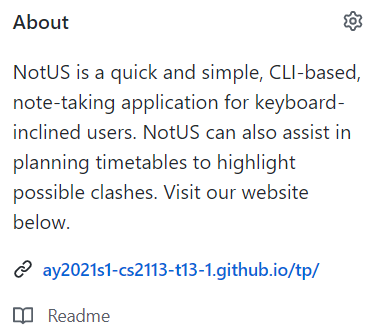 About
NotUS is a quick and simple, CLI-based,
note-taking application for keyboard-
inclined users. NotUS can also assist in
planning timetables to highlight
possible clashes. Visit our website
below.
ay2021s1-cs2113-t13-1.github.io/tp/
Readme